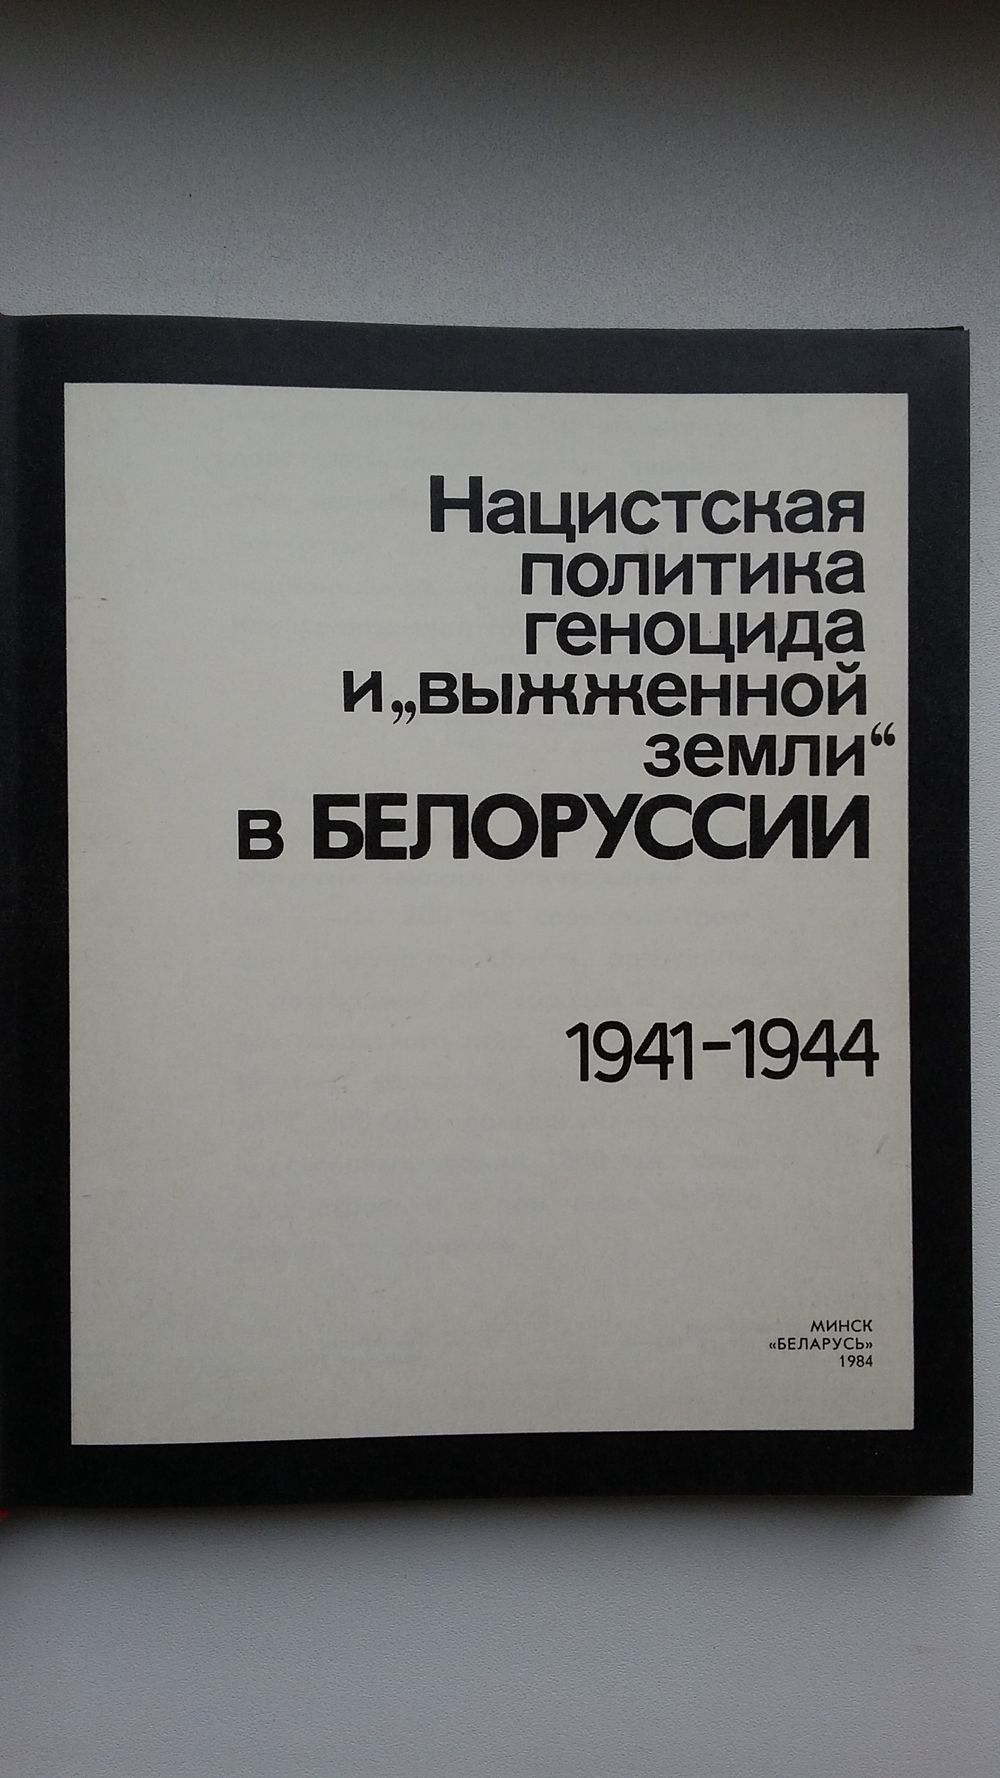 Нацистская
политика
геноцида
и „выжженной
земли“
в БЕЛОРУССИИ
1941-1944
МИНСК
«БЕЛАРУСЬ»
1984